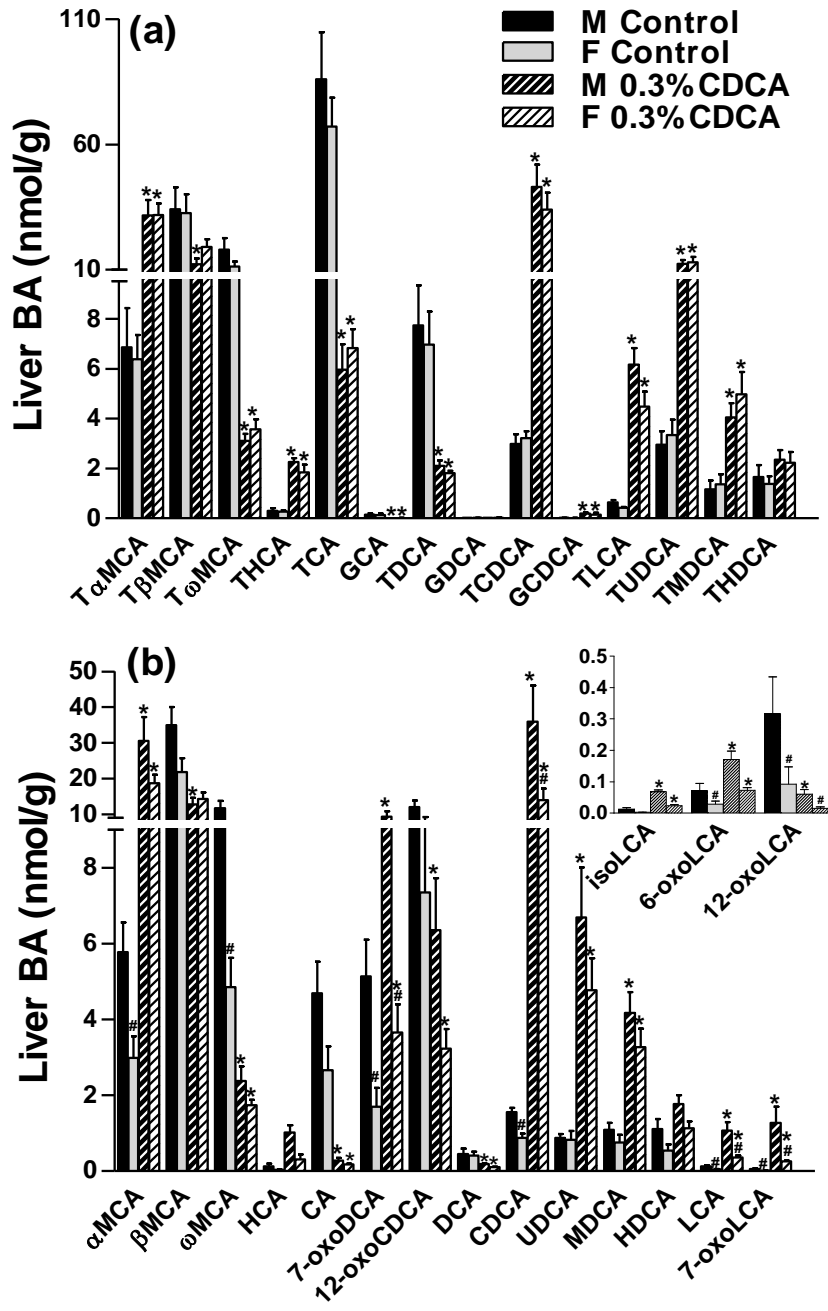 (a)
M Control
F Control
M 0.3%CDCA
F 0.3%CDCA
Liver BA (nmol/g)
110
60
10
8
6
4
2
0
* * * * * * * * * * * * * * * * * * * * * *
TαMCA
TβMCA
TωMCA
THCA
TCA
GCA
TDCA
GDCA
TCDCA
GCDCA
TLCA
TUDCA
TMDCA
THDCA
(b)
Liver BA (nmol/g)
50
40
30
20
10
8
6
4
2
0
αMCA
βMCA
ωMCA
HCA
CA
7-oxoDCA
12-oxoCDCA
DCA
CDCA
UDCA
MDCA
HDCA
LCA
7-oxoLCA
0.5
0.4
0.3
0.2
0.1
0.0
isoLCA
6-oxoLCA
12-oxoLCA